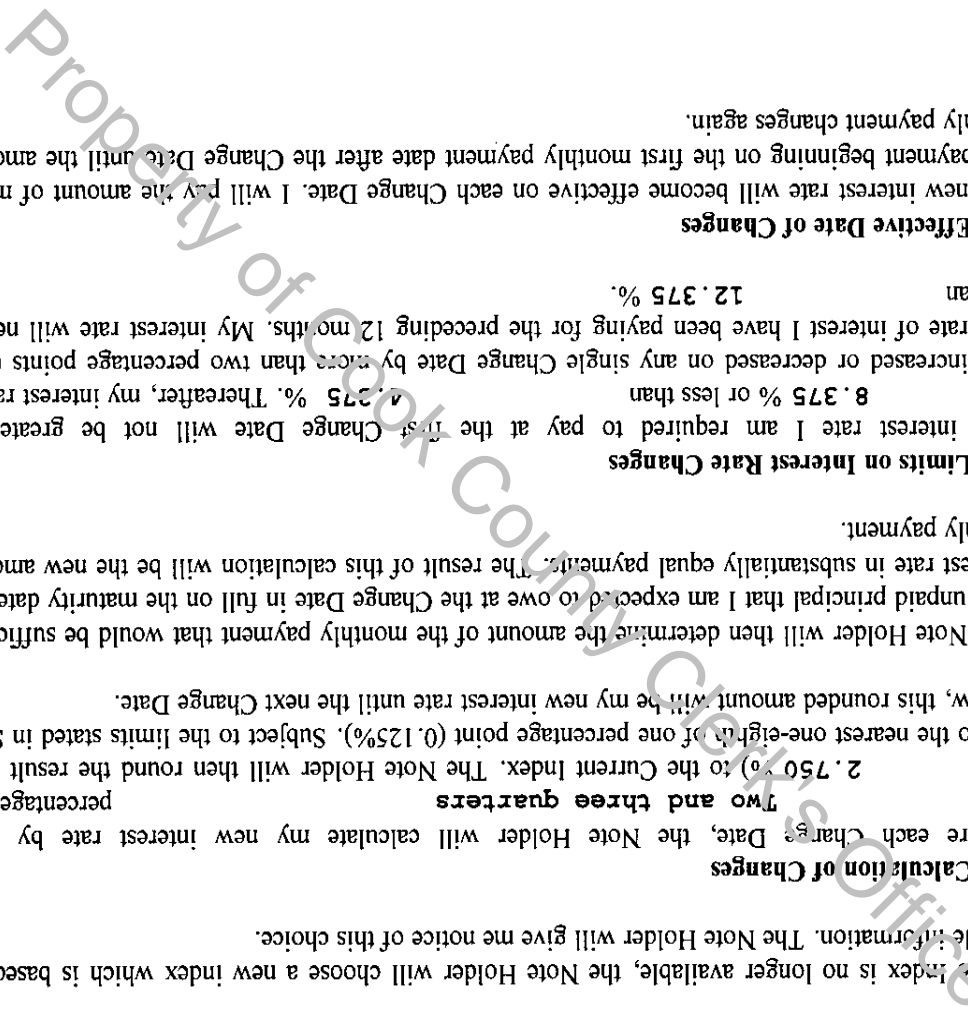 Index is no longer available, the Note Holder will choose a new index which is based
le information. The Note Holder will give me notice of this choice.
Calculation of Changes
re each Change Date, the Note Holder will calculate my new interest rate by
Two and three quarters percentage
2.750 %) to the Current Index. The Note Holder will then round the result
o the nearest one-eighth of one percentage point (0.125%). Subject to the limits stated in
w, this rounded amount will be my new interest rate until the next Change Date.
Note Holder will then determine the amount of the monthly payment that would be suffic
unpaid principal that I am expected to owe at the Change Date in full on the maturity date
est rate in substantially equal payments. The result of this calculation will be the new amo
ly payment.
Limits on Interest Rate Changes
interest rate I am required to pay at the first Change Date will not be greate
8.375 % or less than 4.375 %. Thereafter, my interest ra
increased or decreased on any single Change Date by more than two percentage points
rate of interest I have been paying for the preceding 12 months. My interest rate will ne
an 12.375 %.
Effective Date of Changes
new interest rate will become effective on each Change Date. I will pay the amount of m
payment beginning on the first monthly payment date after the Change Date until the amo
ly payment changes again.
Property of Cook County Clerk's Office